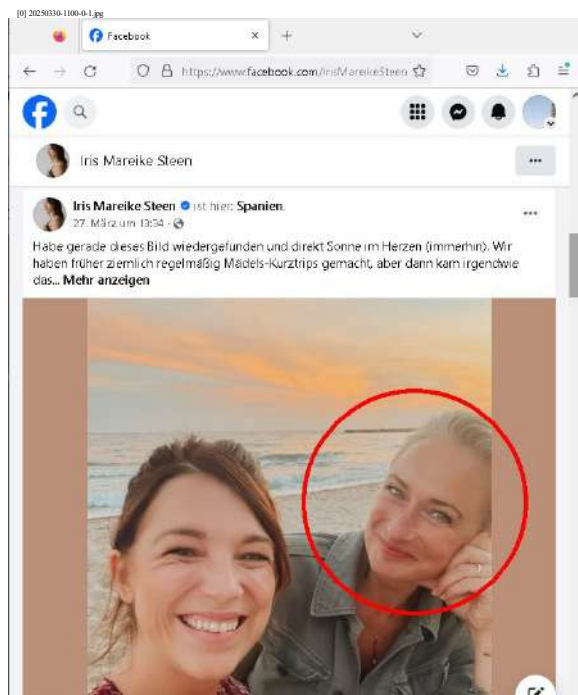 [0] 20250330-1100-0-1.jpg
Facebook
https://www.facebook.com/IrisMareikeSteen
Iris Mareike Steen
Iris Mareike Steen ist hier: Spanien.
27. März um 13:34
Habe gerade dieses Bild wiedergefunden und direkt Sonne im Herzen (immerhin). Wir
haben früher ziemlich regelmäßig Mädels-Kurztrips gemacht, aber dann kam irgendwie
das... Mehr anzeigen